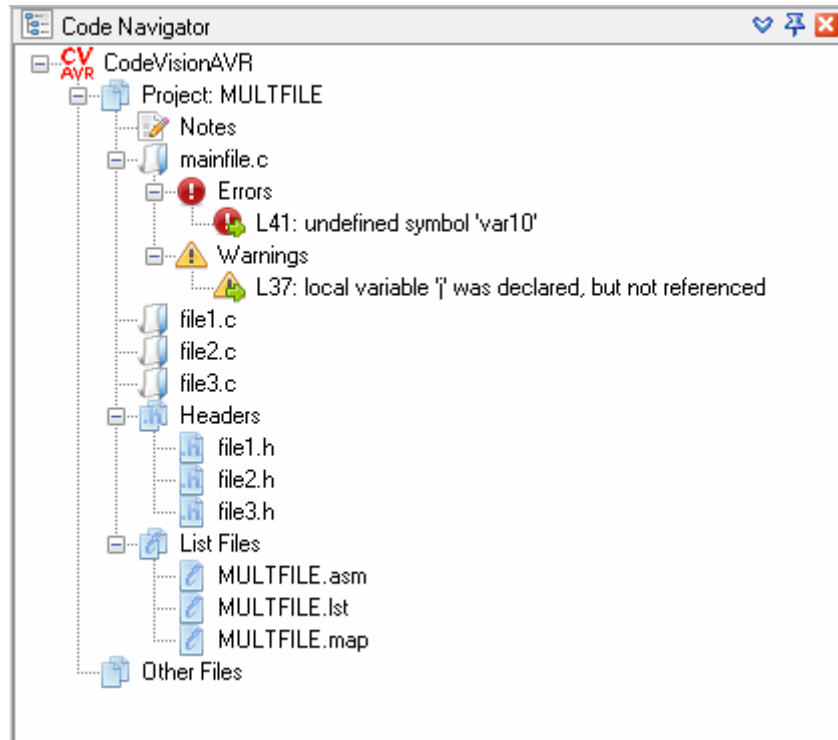 Code Navigator
CV AVR CodeVisionAVR
Project: MULTFILE
Notes
mainfile.c
Errors
L41: undefined symbol 'var10'
Warnings
L37: local variable 'j' was declared, but not referenced
file1.c
file2.c
file3.c
.h Headers
.h file1.h
.h file2.h
.h file3.h
List Files
MULTFILE.asm
MULTFILE.lst
MULTFILE.map
Other Files